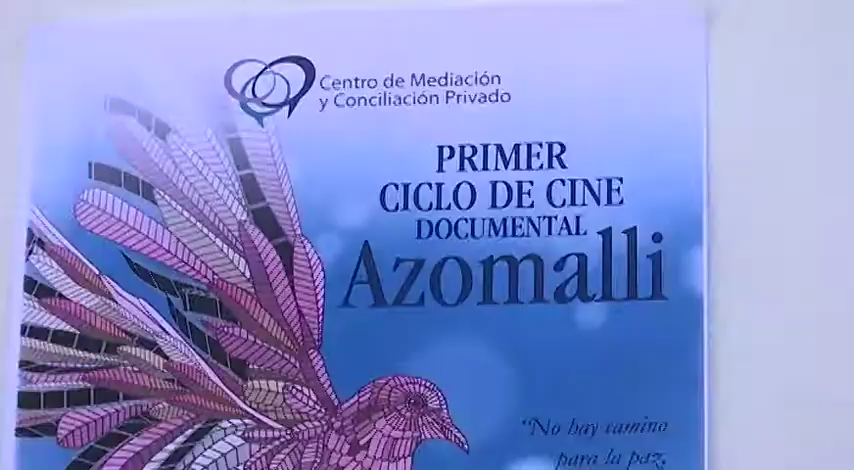 Centro de Mediación
y Conciliación Privado
PRIMER
CICLO DE CINE
DOCUMENTAL
Azomalli
"No hay camino
para la paz,